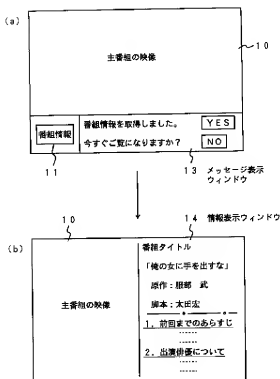 (a)
10
主番組の映像
番組情報
番組情報を取得しました。
今すぐご覧になりますか?
YES
NO
11
13 メッセージ表示
ウィンドウ
10
14 情報表示ウィンドウ
(b)
主番組の映像
番組タイトル
「俺の女に手を出すな」
原作:服部 武
脚本:太田宏
1.前回までのあらすじ
……
2.出演俳優について
……
……